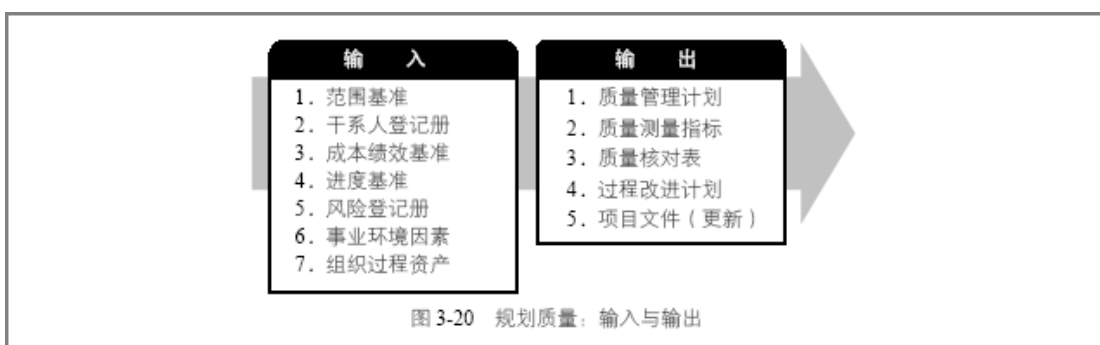 输 入
1. 范围基准
2. 干系人登记册
3. 成本绩效基准
4. 进度基准
5. 风险登记册
6. 事业环境因素
7. 组织过程资产
输 出
1. 质量管理计划
2. 质量测量指标
3. 质量核对表
4. 过程改进计划
5. 项目文件（更新）
图 3-20 规划质量：输入与输出